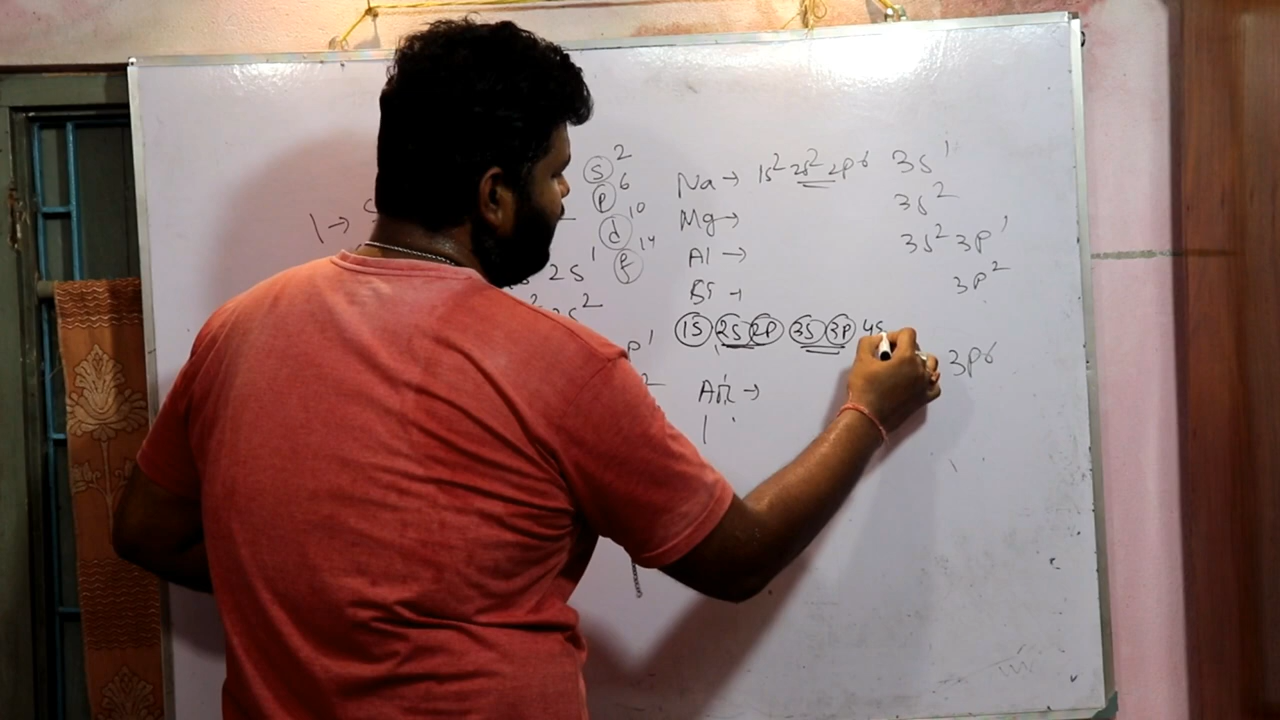 s 2
p 6
d 10
f 14
1 →
2s 1
2s 2
p 1
2
Na → 1s2 2s2 2p6 3s1
Mg → 3s2
Al → 3s2 3p1
→ 3p2
1s 2s 2p 3s 3p 4s
Ar → 3p6